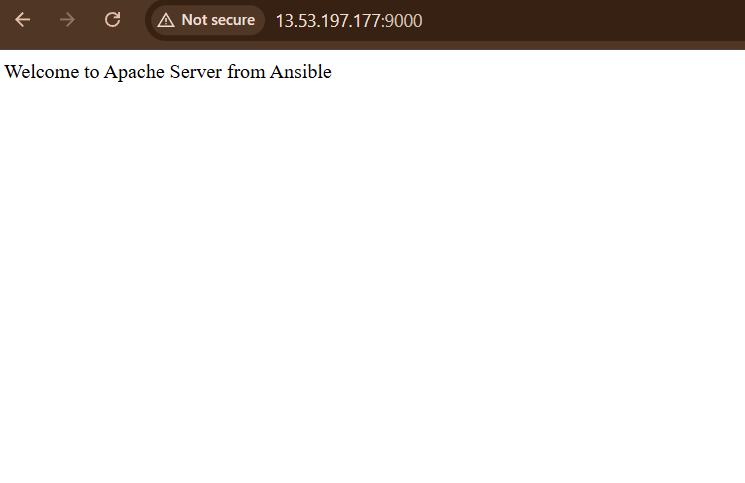 Not secure 13.53.197.177:9000
Welcome to Apache Server from Ansible